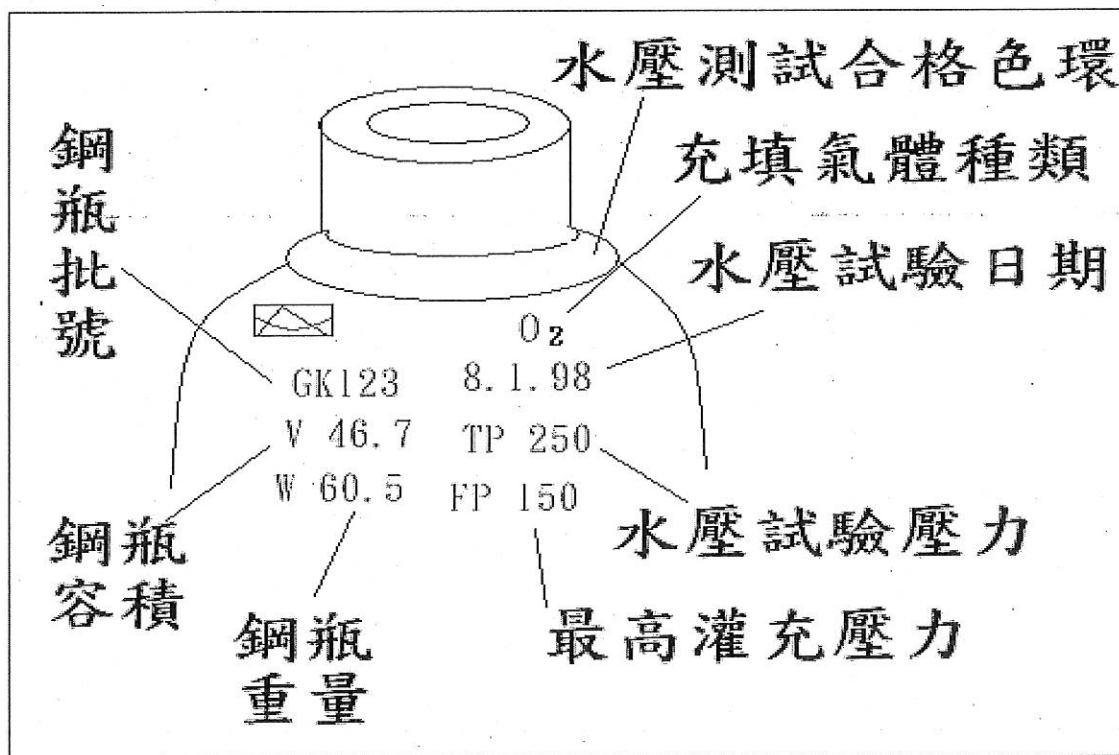 水壓測試合格色環
充填氣體種類
水壓試驗日期
鋼瓶批號
O₂
GK123 8.1.98
V 46.7 TP 250
W 60.5 FP 150
鋼瓶
容積
鋼瓶
重量
水壓試驗壓力
最高灌充壓力